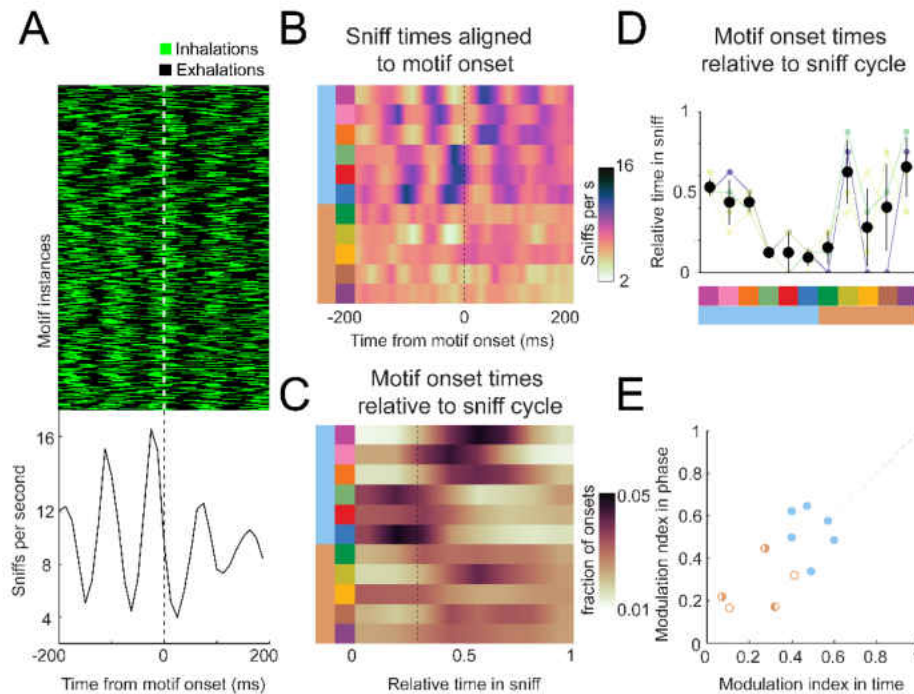 A
Inhalations
Exhalations
Motif instances
16
12
8
4
Sniffs per second
-200
0
200
Time from motif onset (ms)
B
Sniff times aligned
to motif onset
16
2
Sniffs per s
-200
0
200
Time from motif onset (ms)
C
Motif onset times
relative to sniff cycle
0.05
0.01
fraction of onsets
0
0.5
1
Relative time in sniff
D
Motif onset times
relative to sniff cycle
1
0.5
0
Relative time in sniff
E
1
0.8
0.6
0.4
0.2
0
Modulation ndex in phase
0
0.2
0.4
0.6
0.8
1
Modulation index in time